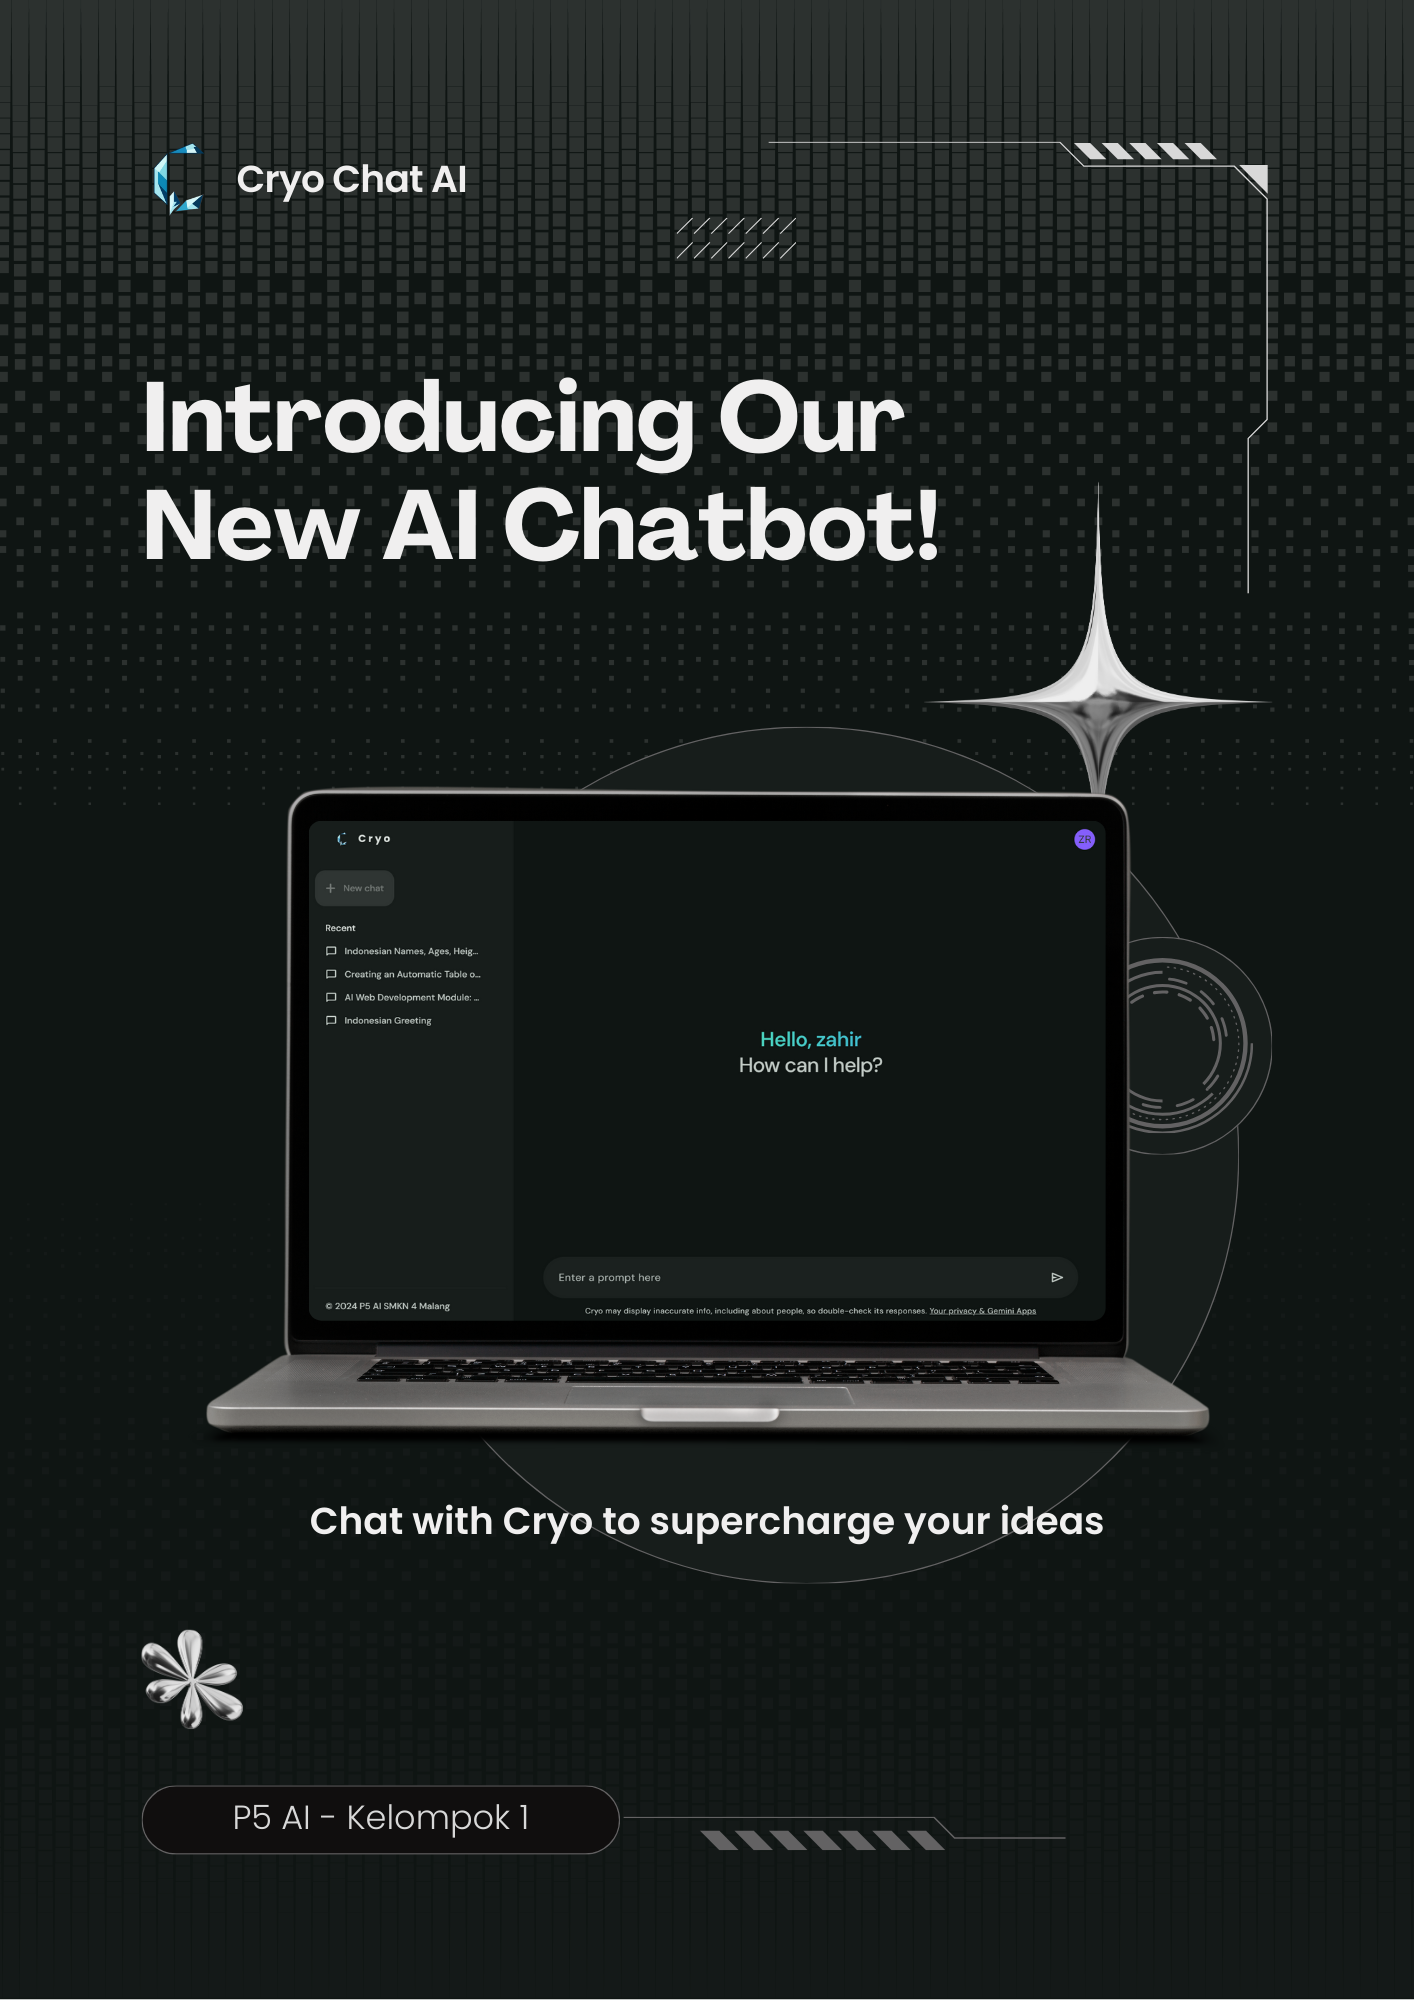 Cryo Chat AI
Introducing Our
New AI Chatbot!
Cryo
ZR
New chat
Recent
Indonesian Names, Ages, Heig...
Creating an Automatic Table o...
AI Web Development Module: ...
Indonesian Greeting
Hello, zahir
How can I help?
Enter a prompt here
© 2024 P5 AI SMKN 4 Malang
Cryo may display inaccurate info, including about people, so double-check its responses. Your privacy & Gemini Apps
Chat with Cryo to supercharge your ideas
P5 AI - Kelompok 1